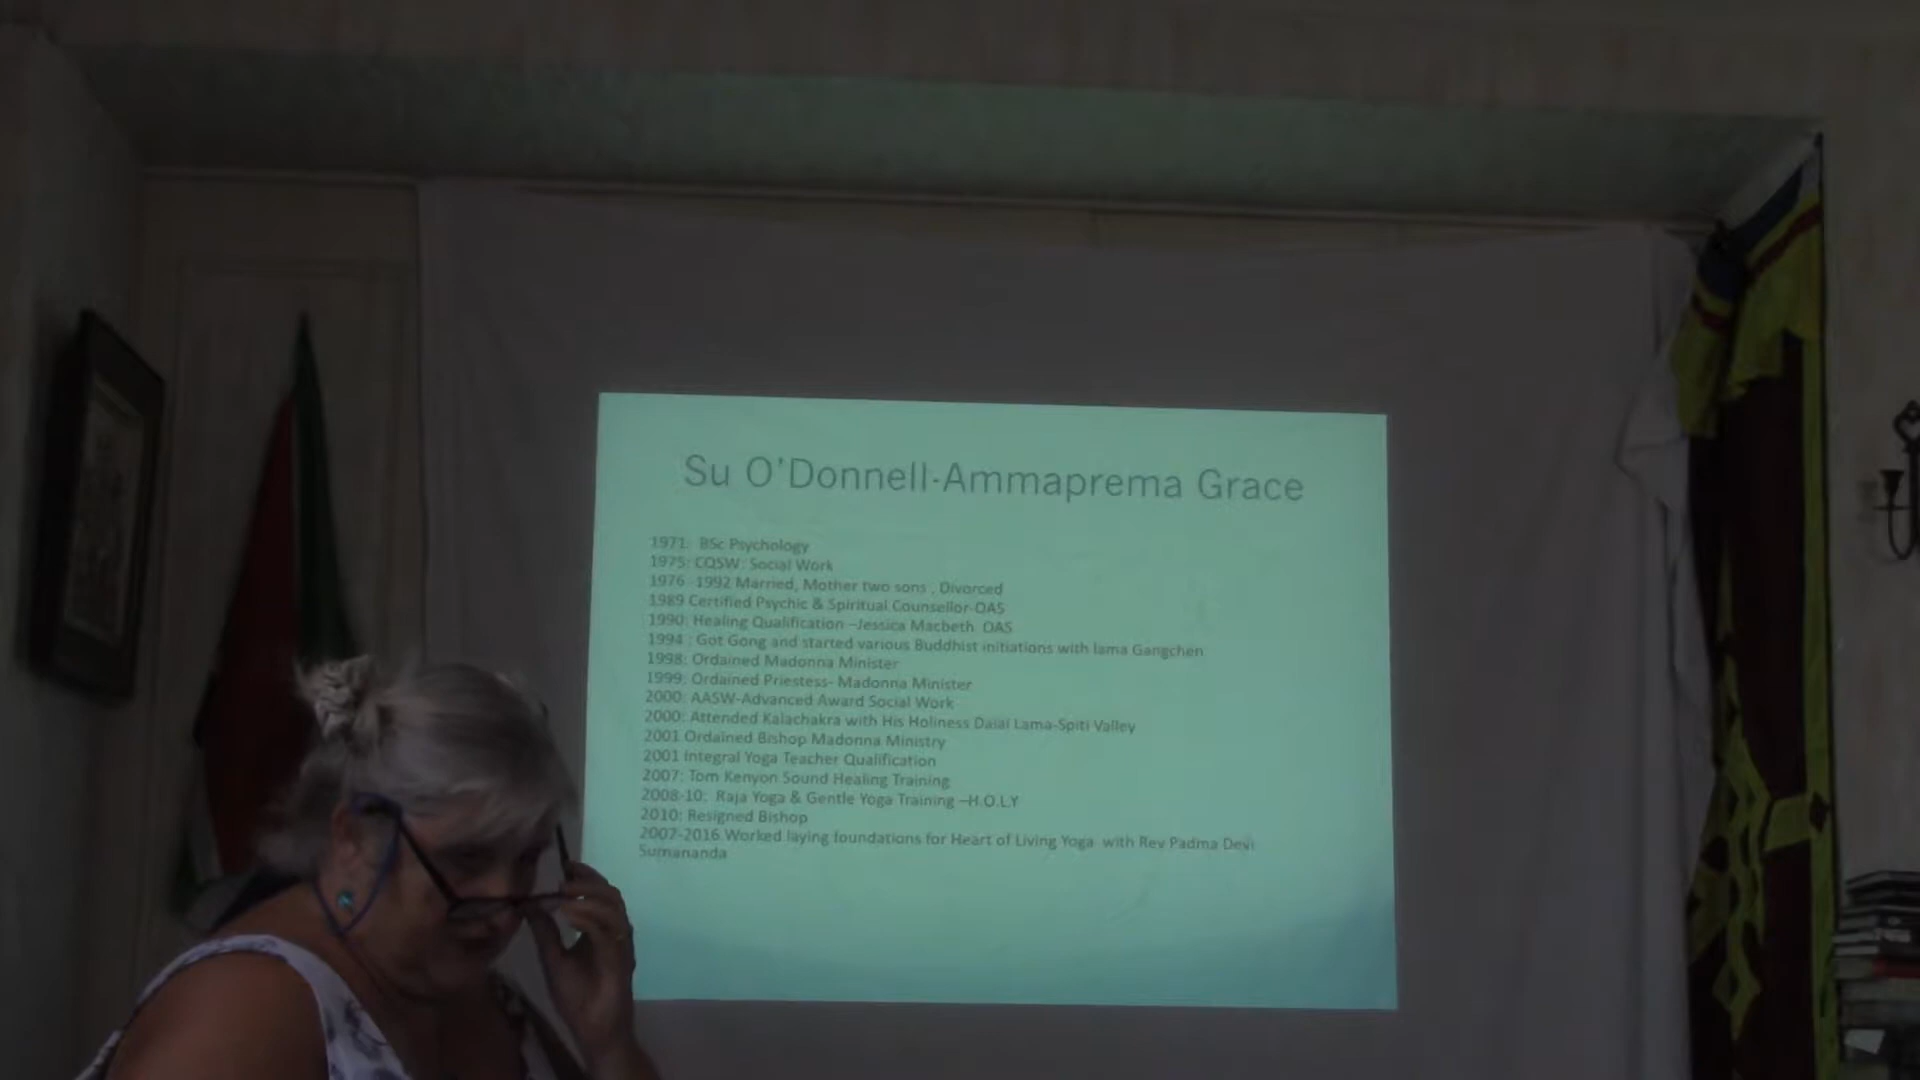 Su O'Donnell-Ammaprema Grace
1971: BSc Psychology
1975: CQSW: Social Work
1976 -1992 Married, Mother two sons , Divorced
1989 Certified Psychic & Spiritual Counsellor-OAS
1990: Healing Qualification –Jessica Macbeth OAS
1994 : Got Gong and started various Buddhist initiations with lama Gangchen
1998: Ordained Madonna Minister
1999: Ordained Priestess- Madonna Minister
2000: AASW-Advanced Award Social Work
2000: Attended Kalachakra with His Holiness Dalai Lama-Spiti Valley
2001 Ordained Bishop Madonna Ministry
2001 Integral Yoga Teacher Qualification
2007: Tom Kenyon Sound Healing Training
2008-10: Raja Yoga & Gentle Yoga Training –H.O.L.Y
2010: Resigned Bishop
2007-2016 Worked laying foundations for Heart of Living Yoga with Rev Padma Devi
Sumananda